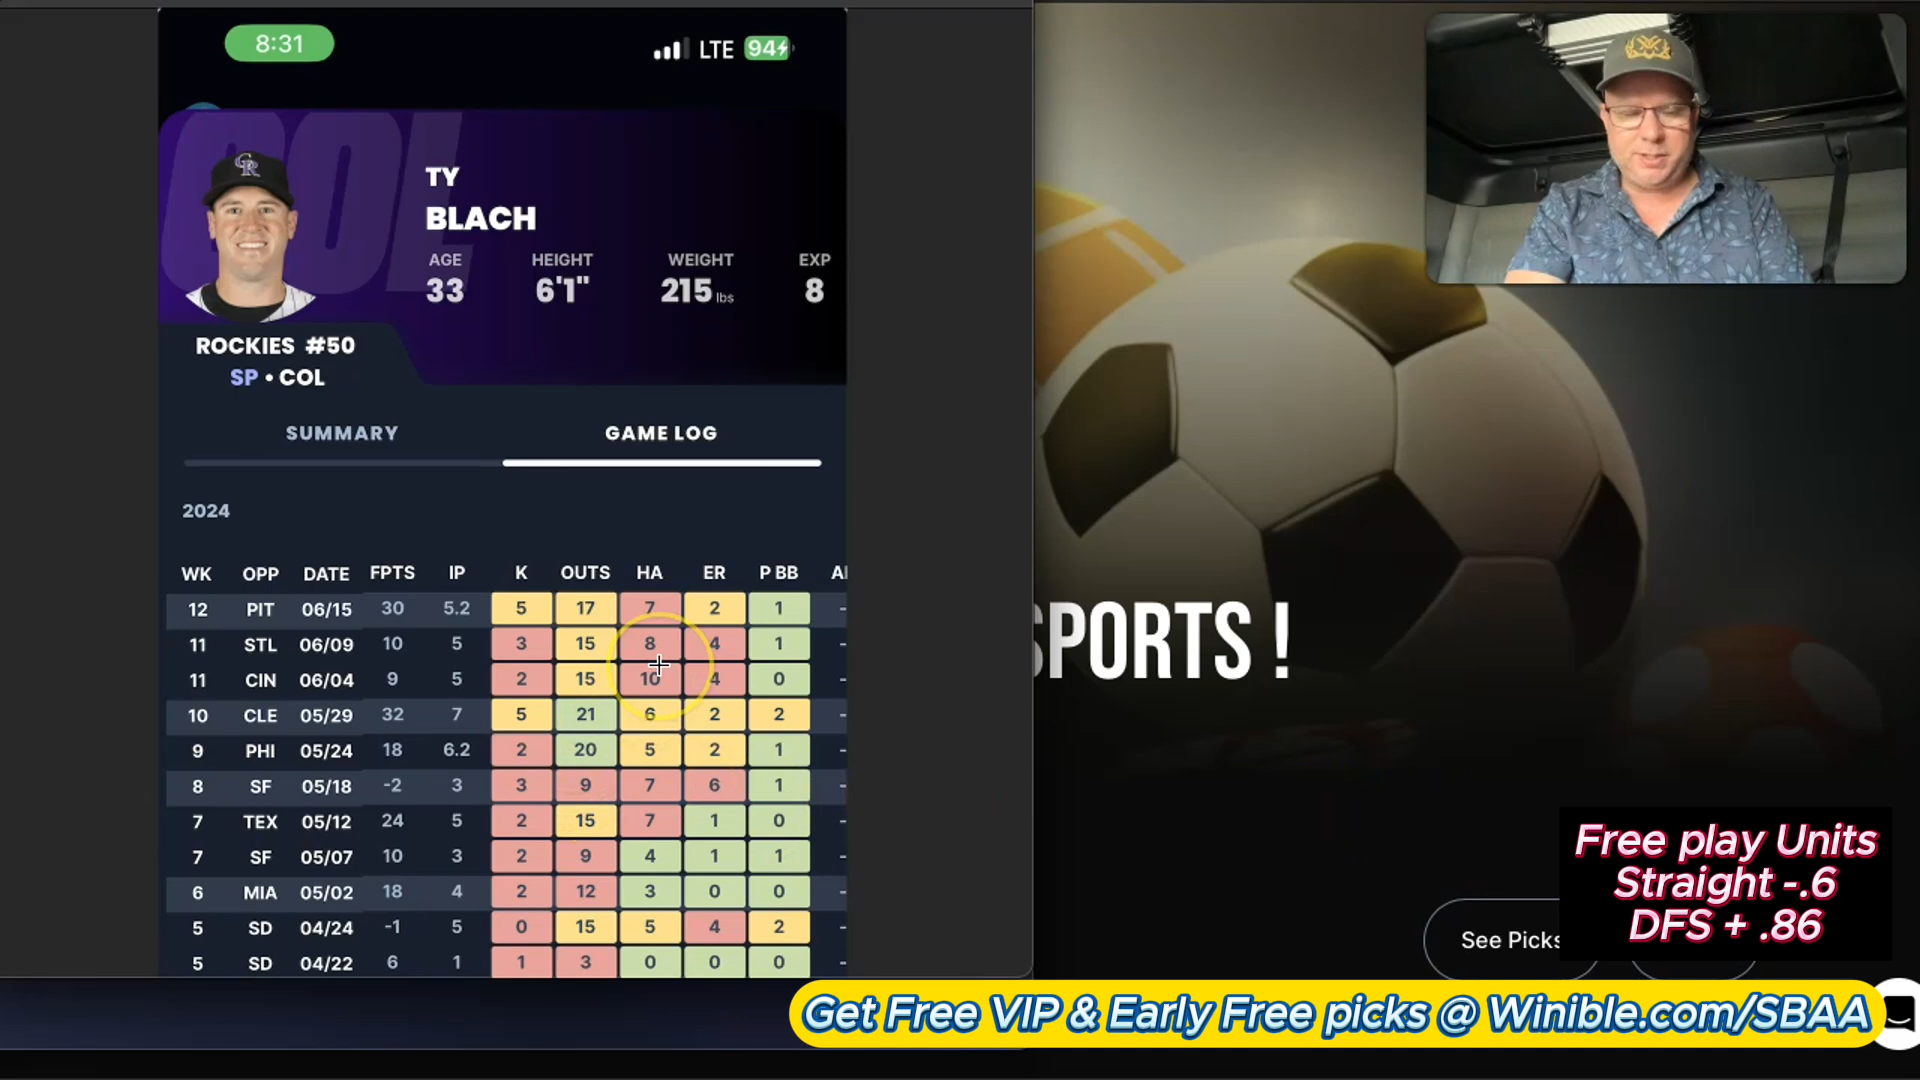 8:31
LTE 94
COL
TY
BLACH
AGE HEIGHT WEIGHT EXP
33 6'1" 215 lbs 8
ROCKIES #50
SP • COL
SUMMARY GAME LOG
2024
WK OPP DATE FPTS IP K OUTS HA ER P BB
12 PIT 06/15 30 5.2 5 17 7 2 1 -
11 STL 06/09 10 5 3 15 8 4 1 -
11 CIN 06/04 9 5 2 15 10 4 0 -
10 CLE 05/29 32 7 5 21 6 2 2 -
9 PHI 05/24 18 6.2 2 20 5 2 1 -
8 SF 05/18 -2 3 3 9 7 6 1 -
7 TEX 05/12 24 5 2 15 7 1 0 -
7 SF 05/07 10 3 2 9 4 1 1 -
6 MIA 05/02 18 4 2 12 3 0 0 -
5 SD 04/24 -1 5 0 15 5 4 2 -
5 SD 04/22 6 1 1 3 0 0 0 -
SPORTS !
Free play Units
Straight -.6
DFS + .86
See Picks
Get Free VIP & Early Free picks @ Winible.com/SBAA